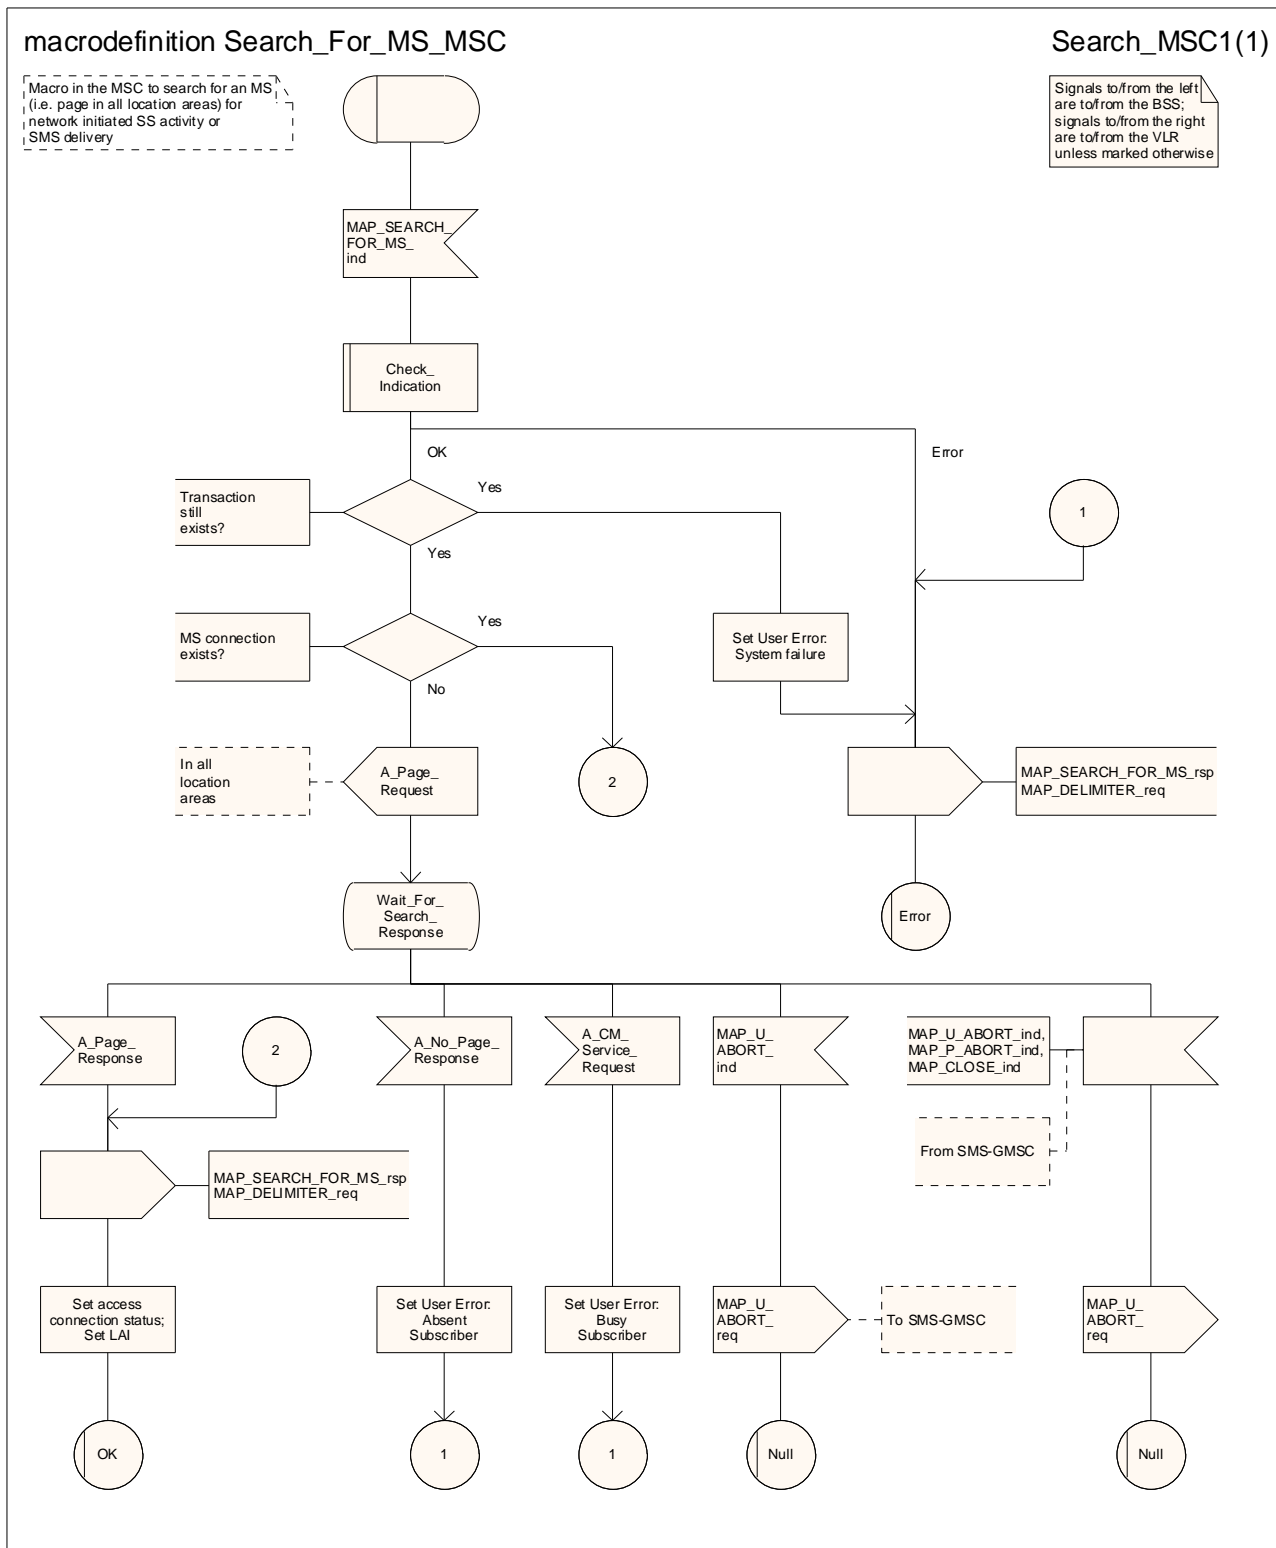 macrodefinition Search_For_MS_MSC
Search_MSC1(1)
Macro in the MSC to search for an MS
(i.e. page in all location areas) for
network initiated SS activity or
SMS delivery
Signals to/from the left
are to/from the BSS;
signals to/from the right
are to/from the VLR
unless marked otherwise
MAP_SEARCH_
FOR_MS_
ind
Check_
Indication
OK
Error
Transaction
still
exists?
Yes
1
Yes
MS connection
exists?
Yes
Set User Error:
System failure
No
In all
location
areas
A_Page_
Request
2
MAP_SEARCH_FOR_MS_rsp
MAP_DELIMITER_req
Wait_For_
Search_
Response
Error
A_Page_
Response
2
A_No_Page_
Response
A_CM_
Service_
Request
MAP_U_
ABORT_
ind
MAP_U_ABORT_ind,
MAP_P_ABORT_ind,
MAP_CLOSE_ind
From SMS-GMSC
MAP_SEARCH_FOR_MS_rsp
MAP_DELIMITER_req
Set access
connection status;
Set LAI
Set User Error:
Absent
Subscriber
Set User Error:
Busy
Subscriber
MAP_U_
ABORT_
req
To SMS-GMSC
MAP_U_
ABORT_
req
OK
1
1
Null
Null